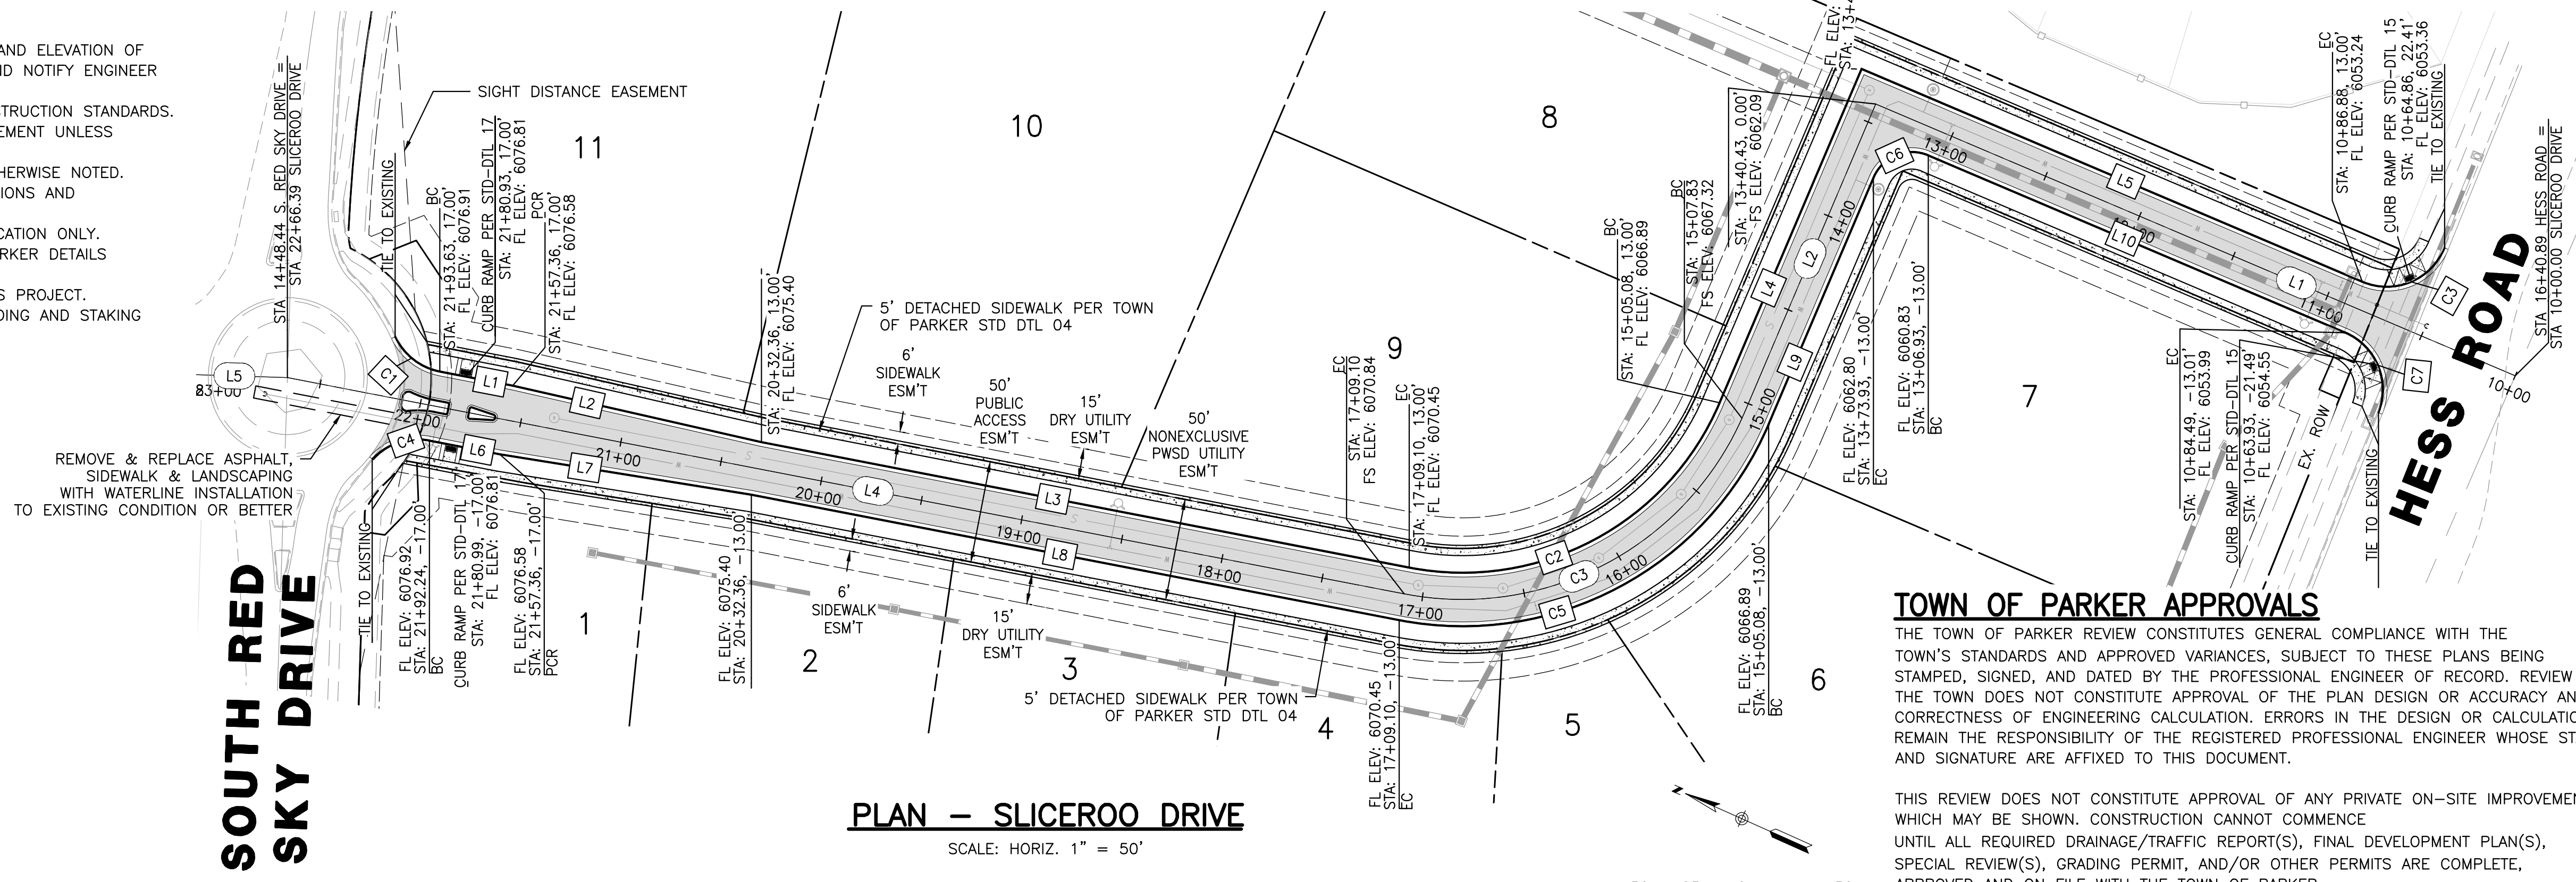 AND ELEVATION OF
ND NOTIFY ENGINEER
STRUCTION STANDARDS.
EMENT UNLESS
THERWISE NOTED.
TIONS AND
CATION ONLY.
RKER DETAILS
S PROJECT.
DING AND STAKING
STA 14+48.44 S. RED SKY DRIVE =
STA 22+66.39 SLICEROO DRIVE
SIGHT DISTANCE EASEMENT
TIE TO EXISTING
BC
STA: 21+93.63, 17.00'
FL ELEV: 6076.91
CURB RAMP PER STD-DTL 17
STA: 21+80.93, 17.00'
FL ELEV: 6076.81
PCR
STA: 21+57.36, 17.00'
FL ELEV: 6076.58
11
10
8
9
7
6
5
4
3
2
1
STA: 20+32.36, 13.00'
FL ELEV: 6075.40
5' DETACHED SIDEWALK PER TOWN
OF PARKER STD DTL 04
6'
SIDEWALK
ESM'T
50'
PUBLIC
ACCESS
ESM'T
15'
DRY UTILITY
ESM'T
50'
NONEXCLUSIVE
PWSD UTILITY
ESM'T
EC
STA: 17+09.10
FS ELEV: 6070.84
EC
STA: 17+09.10, 13.00'
FL ELEV: 6070.45
BC
STA: 15+05.08, 13.00'
FL ELEV: 6066.89
BC
STA: 15+07.83
FS ELEV: 6067.32
STA: 13+40.43, 0.00'
FS ELEV: 6062.09
FL ELEV:
STA: 13+4
EC
STA: 10+86.88, 13.00'
FL ELEV: 6053.24
CURB RAMP PER STD-DTL 15
STA: 10+64.86, 22.41'
FL ELEV: 6053.36
TIE TO EXISTING
STA 16+40.89 HESS ROAD =
STA 10+00.00 SLICEROO DRIVE
HESS ROAD
L5
23+00
C1
L1
L2
22+00
C4
L6
L7
21+00
20+00
L4
L3
19+00
L8
18+00
17+00
C2
C3
C5
16+00
15+00
L4
L2
L9
14+00
C6
13+00
L5
L10
L1
11+00
C3
C7
10+00
REMOVE & REPLACE ASPHALT,
SIDEWALK & LANDSCAPING
WITH WATERLINE INSTALLATION
TO EXISTING CONDITION OR BETTER
SOUTH RED
SKY DRIVE
TIE TO EXISTING
FL ELEV: 6076.92
STA: 21+92.24, -17.00'
BC
CURB RAMP PER STD-DTL 17
STA: 21+80.99, -17.00'
FL ELEV: 6076.81
FL ELEV: 6076.58
STA: 21+57.36, -17.00'
PCR
FL ELEV: 6075.40
STA: 20+32.36, -13.00'
6'
SIDEWALK
ESM'T
15'
DRY UTILITY
ESM'T
5' DETACHED SIDEWALK PER TOWN
OF PARKER STD DTL 04
FL ELEV: 6070.45
STA: 17+09.10, -13.00'
EC
FL ELEV: 6066.89
STA: 15+05.08, -13.00'
BC
FL ELEV: 6062.80
STA: 13+73.93, -13.00'
EC
FL ELEV: 6060.83
STA: 13+06.93, -13.00'
BC
EC
STA: 10+84.49, -13.01'
FL ELEV: 6053.99
CURB RAMP PER STD-DTL 15
STA: 10+63.93, -21.49'
FL ELEV: 6054.55
EX. ROW
TIE TO EXISTING
PLAN - SLICEROO DRIVE
SCALE: HORIZ. 1" = 50'
N
TOWN OF PARKER APPROVALS
THE TOWN OF PARKER REVIEW CONSTITUTES GENERAL COMPLIANCE WITH THE
TOWN'S STANDARDS AND APPROVED VARIANCES, SUBJECT TO THESE PLANS BEING
STAMPED, SIGNED, AND DATED BY THE PROFESSIONAL ENGINEER OF RECORD. REVIEW
THE TOWN DOES NOT CONSTITUTE APPROVAL OF THE PLAN DESIGN OR ACCURACY AN
CORRECTNESS OF ENGINEERING CALCULATION. ERRORS IN THE DESIGN OR CALCULATIO
REMAIN THE RESPONSIBILITY OF THE REGISTERED PROFESSIONAL ENGINEER WHOSE ST
AND SIGNATURE ARE AFFIXED TO THIS DOCUMENT.
THIS REVIEW DOES NOT CONSTITUTE APPROVAL OF ANY PRIVATE ON-SITE IMPROVEMEN
WHICH MAY BE SHOWN. CONSTRUCTION CANNOT COMMENCE
UNTIL ALL REQUIRED DRAINAGE/TRAFFIC REPORT(S), FINAL DEVELOPMENT PLAN(S),
SPECIAL REVIEW(S), GRADING PERMIT, AND/OR OTHER PERMITS ARE COMPLETE,
APPROVED AND ON FILE WITH THE TOWN OF PARKER